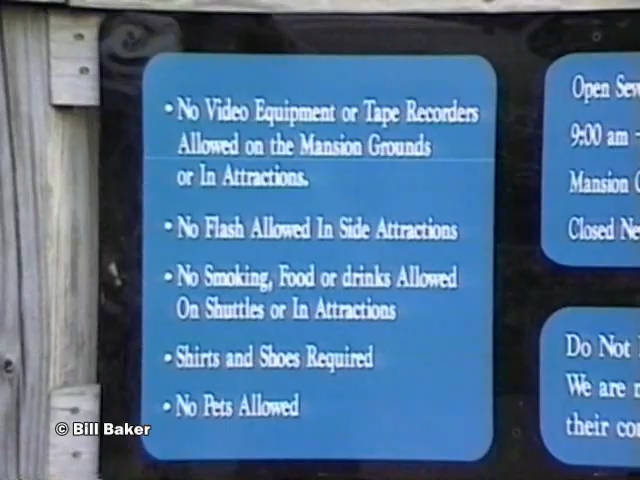 • No Video Equipment or Tape Recorders
Allowed on the Mansion Grounds
or In Attractions.
• No Flash Allowed In Side Attractions
• No Smoking, Food or drinks Allowed
On Shuttles or In Attractions
• Shirts and Shoes Required
• No Pets Allowed
Open
9:00 am -
Mansion
Closed
Do Not
We are
their
© Bill Baker